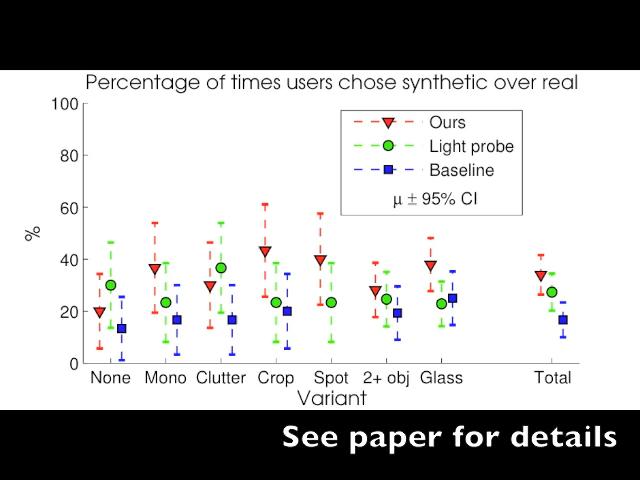 Percentage of times users chose synthetic over real
100
80
60
40
20
0
%
Ours
Light probe
Baseline
μ ± 95% CI
None Mono Clutter Crop Spot 2+ obj Glass Total
Variant
See paper for details